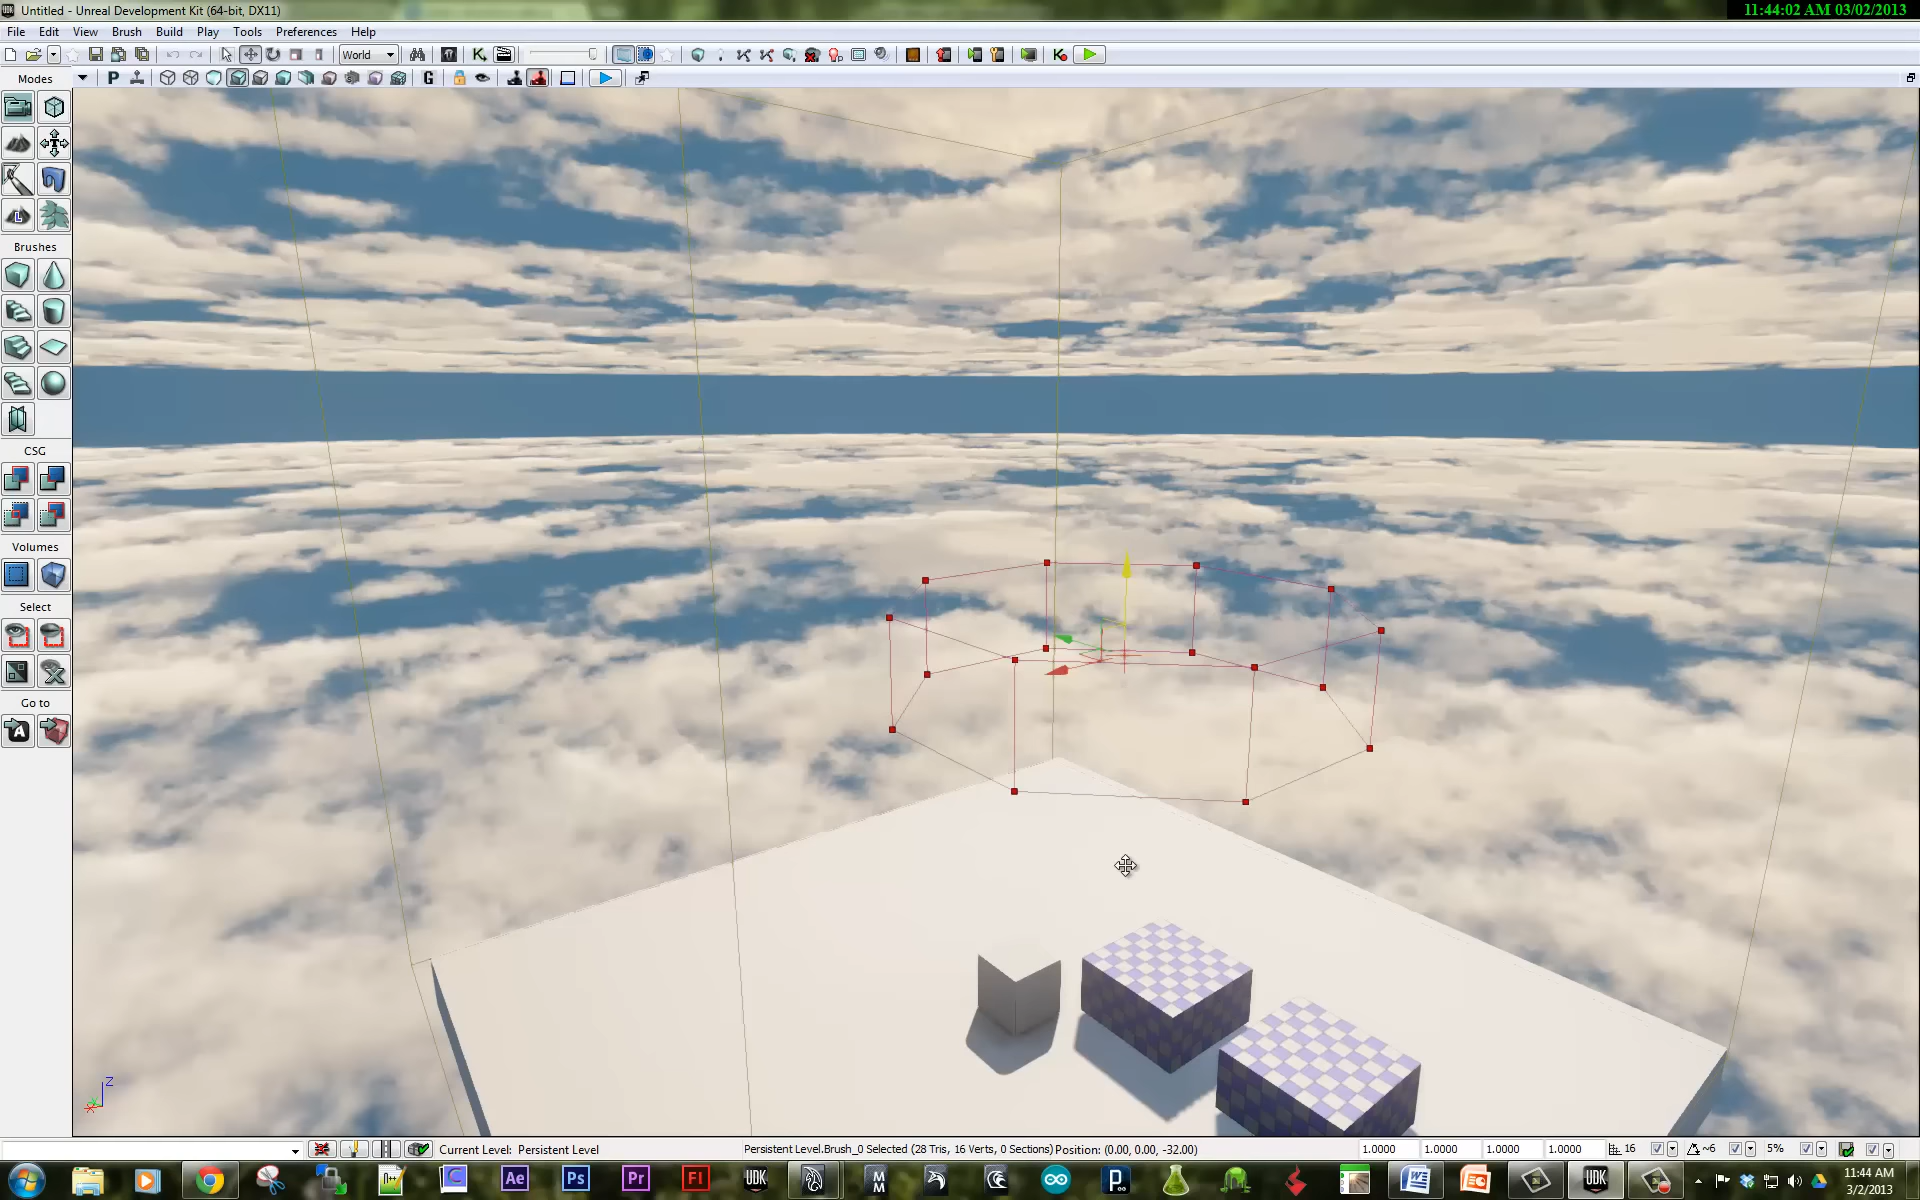 Untitled - Unreal Development Kit (64-bit, DX11)
11:44:02 AM 03/02/2013
File Edit View Brush Build Play Tools Preferences Help
World
Modes
P
G
Brushes
CSG
Volumes
Select
Go to
Z
Current Level: Persistent Level
Persistent Level.Brush_0 Selected (28 Tris, 16 Verts, 0 Sections) Position: (0.00, 0.00, -32.00)
1.0000 1.0000 1.0000 1.0000 16 ~6 5%
Ae Ps Pr Fl UDK MM UDK
11:44 AM
3/2/2013